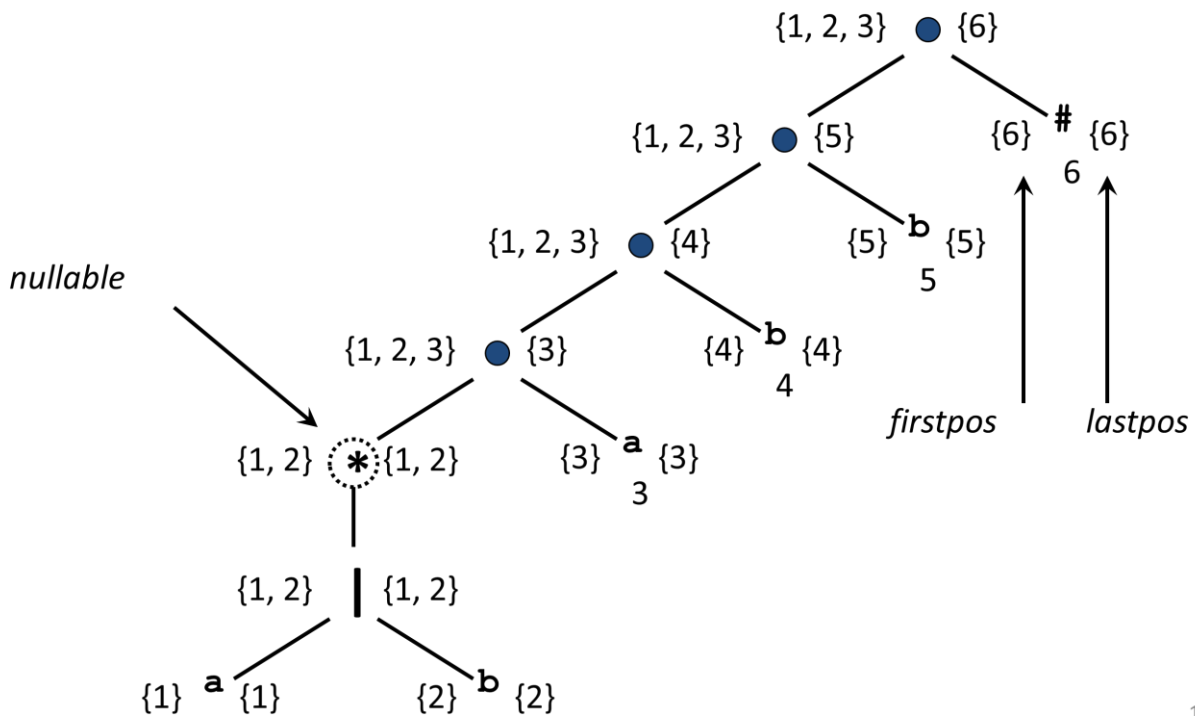 {1, 2, 3} {6}
{1, 2, 3} {5} {6} # {6}
6
{1, 2, 3} {4} {5} b {5}
5
nullable
{1, 2, 3} {3} {4} b {4}
4
firstpos lastpos
{1, 2} * {1, 2} {3} a {3}
3
{1, 2} | {1, 2}
{1} a {1} {2} b {2}
1